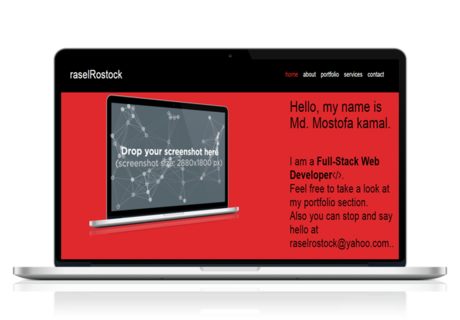 raselRostock
home about portfolio services contact
Hello, my name is
Md. Mostofa kamal.
Drop your screenshot here
(screenshot size: 2880x1800 px)
I am a Full-Stack Web
Developer</>.
Feel free to take a look at
my portfolio section.
Also you can stop and say
hello at
raselrostock@yahoo.com..